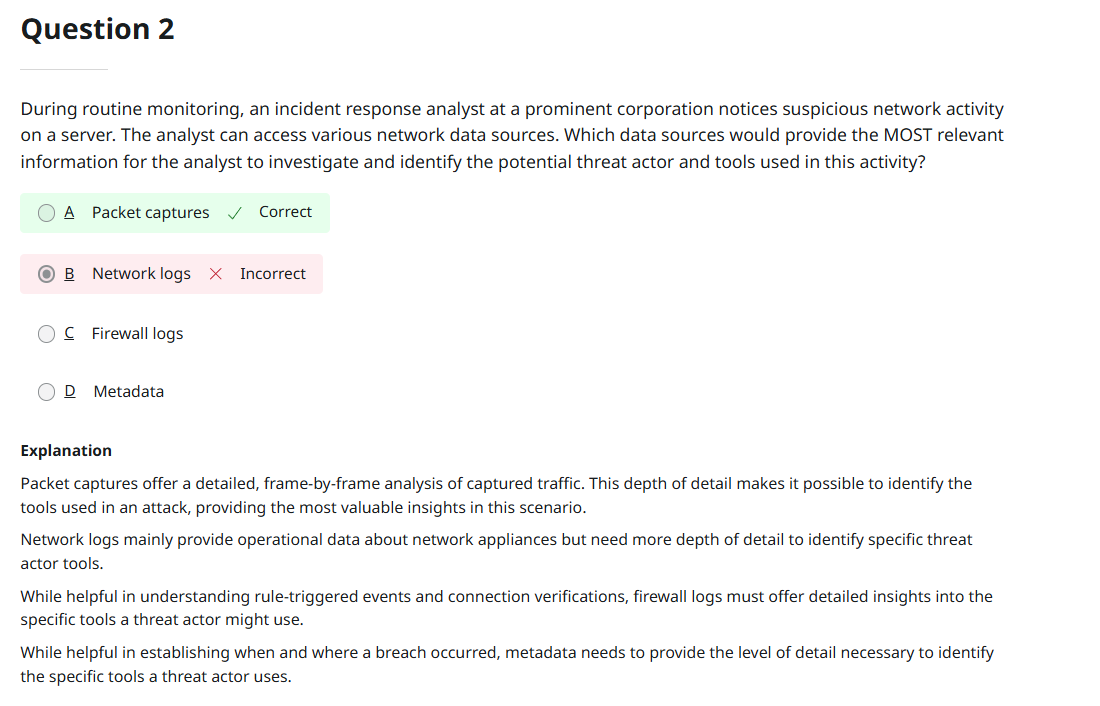 Question 2
During routine monitoring, an incident response analyst at a prominent corporation notices suspicious network activity
on a server. The analyst can access various network data sources. Which data sources would provide the MOST relevant
information for the analyst to investigate and identify the potential threat actor and tools used in this activity?
A Packet captures ✓ Correct
B Network logs ✕ Incorrect
C Firewall logs
D Metadata
Explanation
Packet captures offer a detailed, frame-by-frame analysis of captured traffic. This depth of detail makes it possible to identify the
tools used in an attack, providing the most valuable insights in this scenario.
Network logs mainly provide operational data about network appliances but need more depth of detail to identify specific threat
actor tools.
While helpful in understanding rule-triggered events and connection verifications, firewall logs must offer detailed insights into the
specific tools a threat actor might use.
While helpful in establishing when and where a breach occurred, metadata needs to provide the level of detail necessary to identify
the specific tools a threat actor uses.